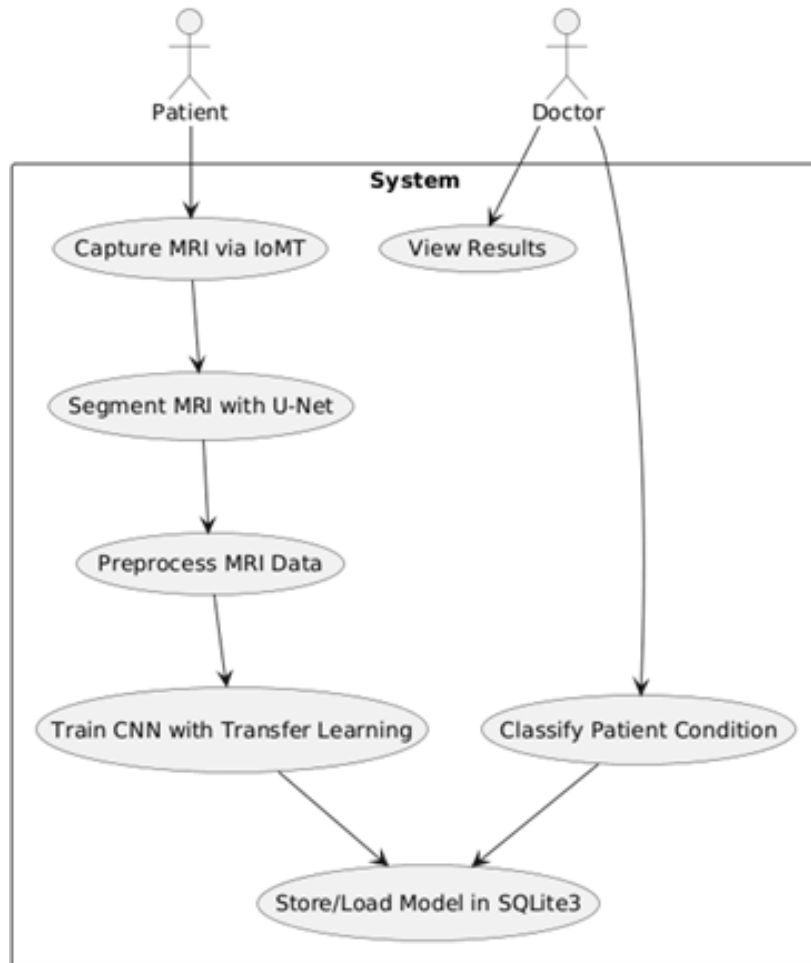 Patient
Doctor
System
Capture MRI via IoMT
View Results
Segment MRI with U-Net
Preprocess MRI Data
Train CNN with Transfer Learning
Classify Patient Condition
Store/Load Model in SQLite3